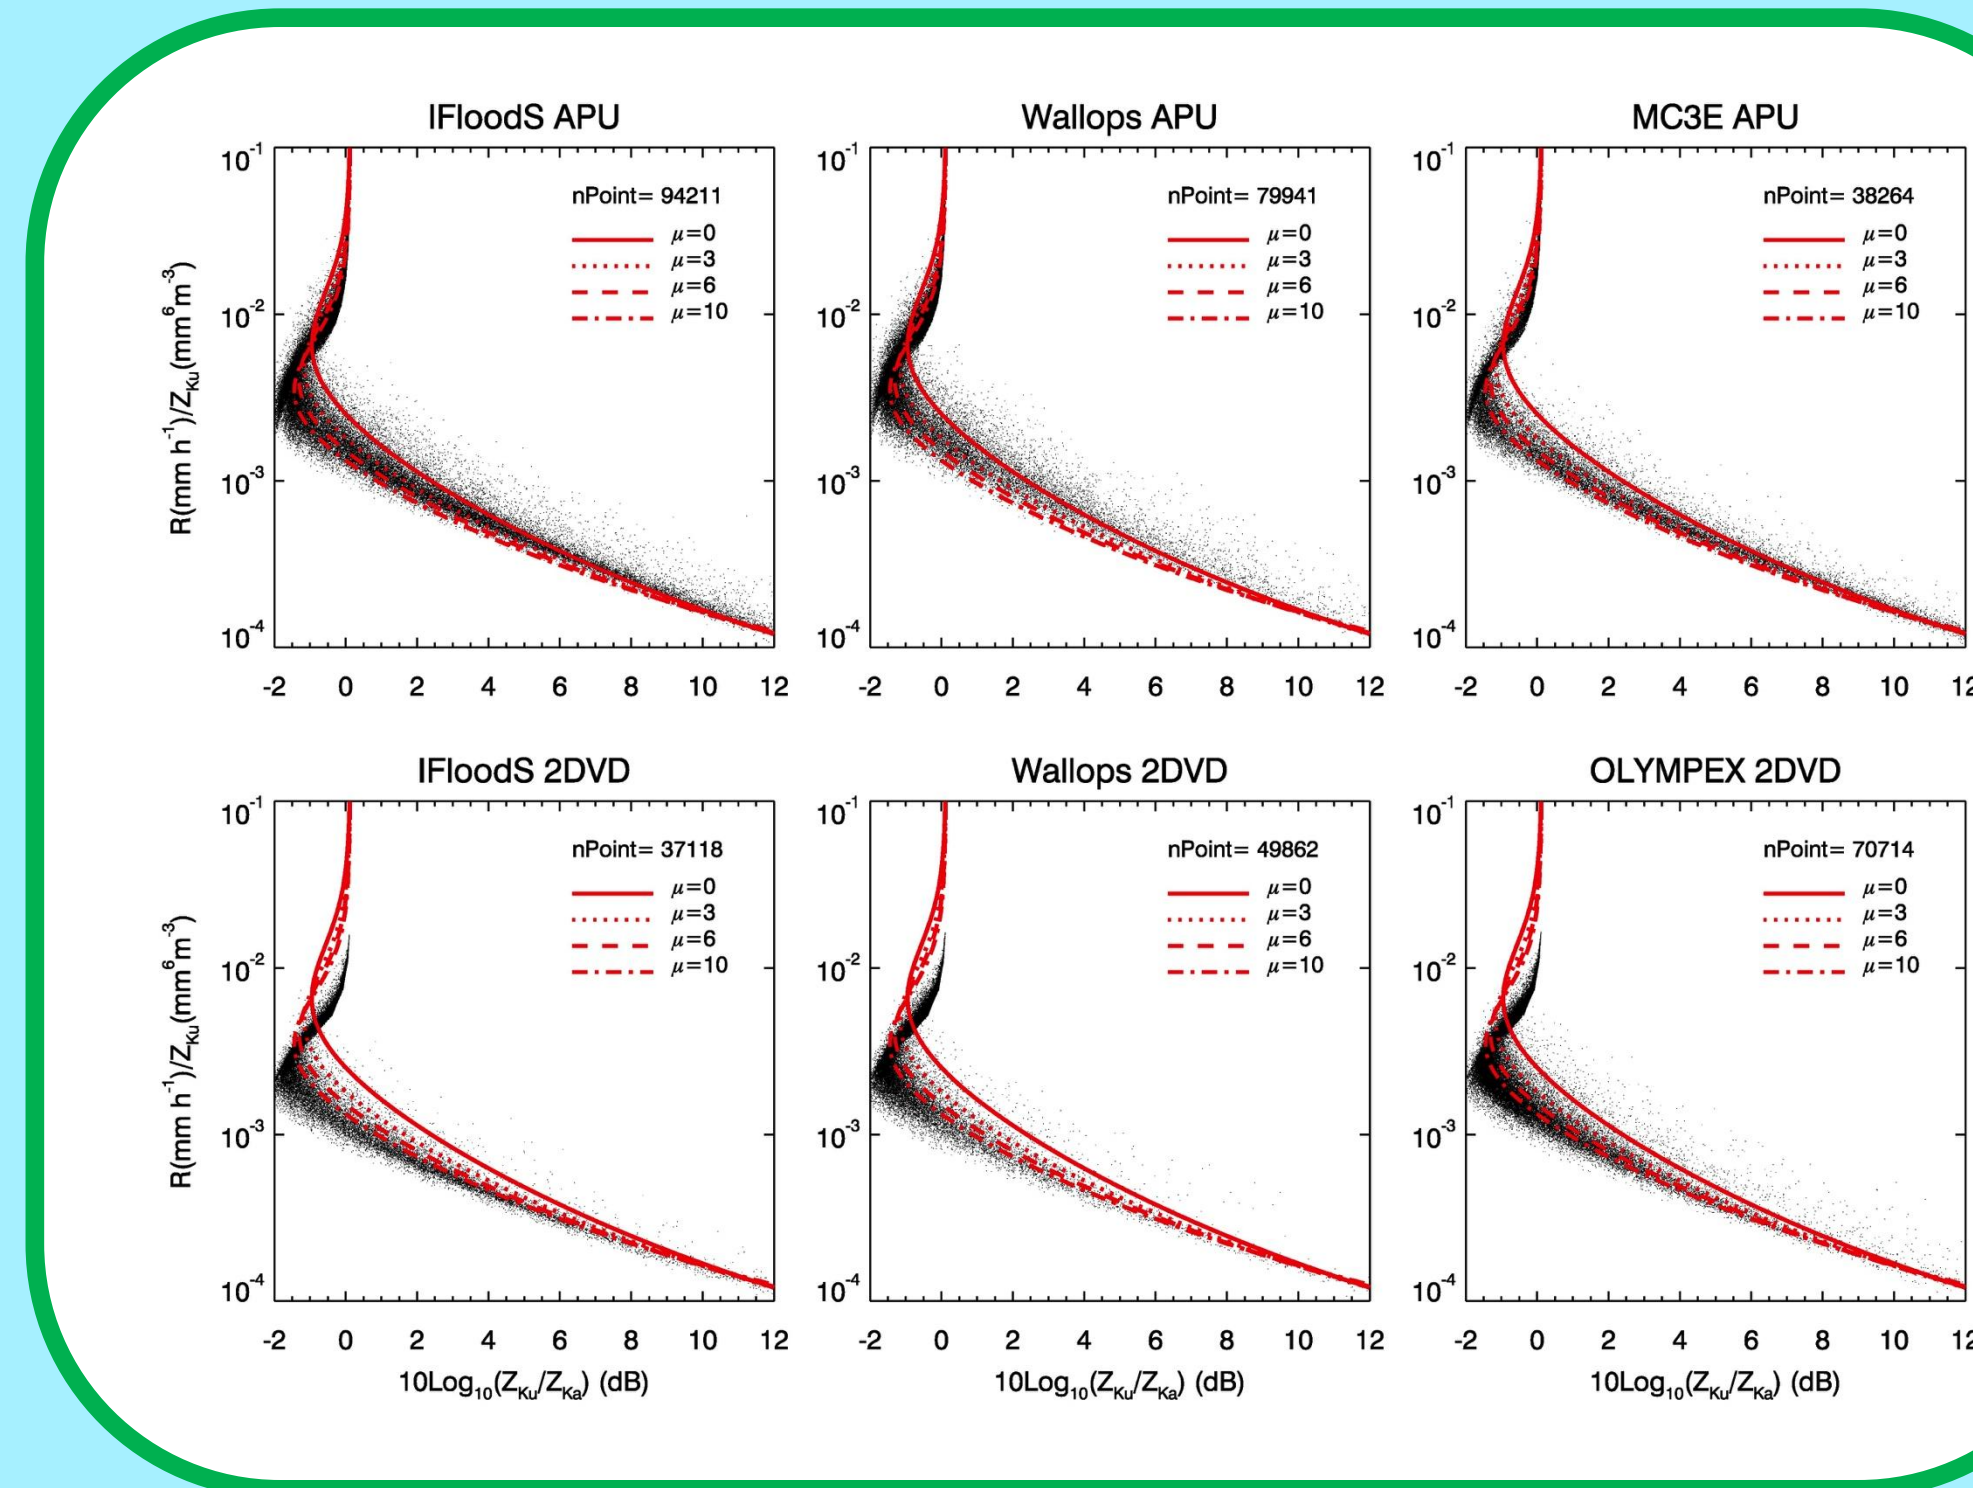 IFloodS APU
Wallops APU
MC3E APU
R(mm h⁻¹)/Z_Ku(mm⁶m⁻³)
10⁻¹
10⁻²
10⁻³
10⁻⁴
nPoint= 94211
μ=0
μ=3
μ=6
μ=10
-2 0 2 4 6 8 10 12
10⁻¹
10⁻²
10⁻³
10⁻⁴
nPoint= 79941
μ=0
μ=3
μ=6
μ=10
-2 0 2 4 6 8 10 12
10⁻¹
10⁻²
10⁻³
10⁻⁴
nPoint= 38264
μ=0
μ=3
μ=6
μ=10
-2 0 2 4 6 8 10 12
IFloodS 2DVD
Wallops 2DVD
OLYMPEX 2DVD
R(mm h⁻¹)/Z_Ku(mm⁶m⁻³)
10⁻¹
10⁻²
10⁻³
10⁻⁴
nPoint= 37118
μ=0
μ=3
μ=6
μ=10
-2 0 2 4 6 8 10 12
10Log₁₀(Z_Ku/Z_Ka) (dB)
10⁻¹
10⁻²
10⁻³
10⁻⁴
nPoint= 49862
μ=0
μ=3
μ=6
μ=10
-2 0 2 4 6 8 10 12
10Log₁₀(Z_Ku/Z_Ka) (dB)
10⁻¹
10⁻²
10⁻³
10⁻⁴
nPoint= 70714
μ=0
μ=3
μ=6
μ=10
-2 0 2 4 6 8 10 12
10Log₁₀(Z_Ku/Z_Ka) (dB)